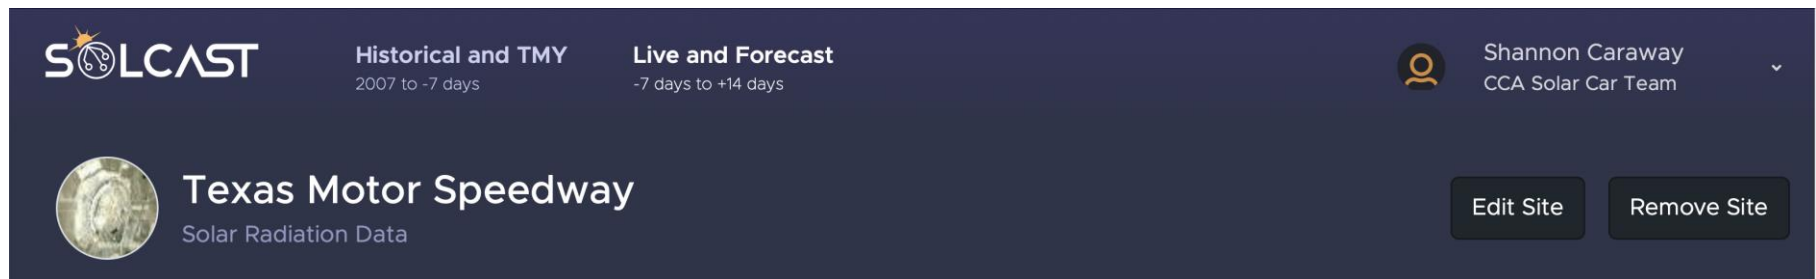 SOLCAST
Historical and TMY
2007 to -7 days
Live and Forecast
-7 days to +14 days
Shannon Caraway
CCA Solar Car Team
Texas Motor Speedway
Solar Radiation Data
Edit Site
Remove Site